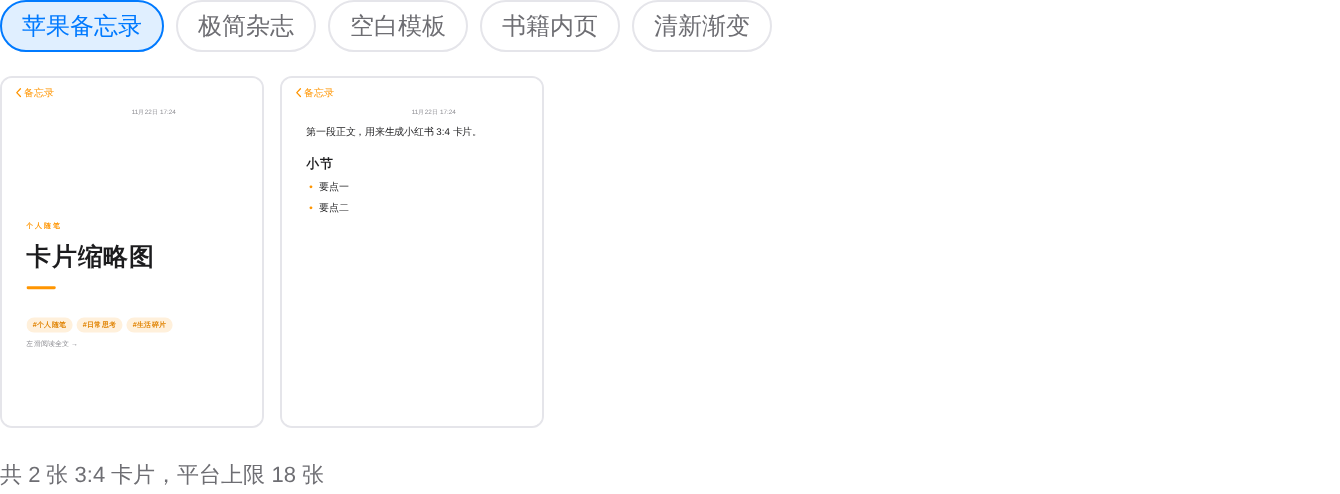 苹果备忘录 极简杂志 空白模板 书籍内页 清新渐变
备忘录
11月22日 17:24
个人随笔
卡片缩略图
#个人随笔 #日常思考 #生活碎片
左滑阅读全文 →
备忘录
11月22日 17:24
第一段正文，用来生成小红书 3:4 卡片。
小节
• 要点一
• 要点二
共 2 张 3:4 卡片，平台上限 18 张